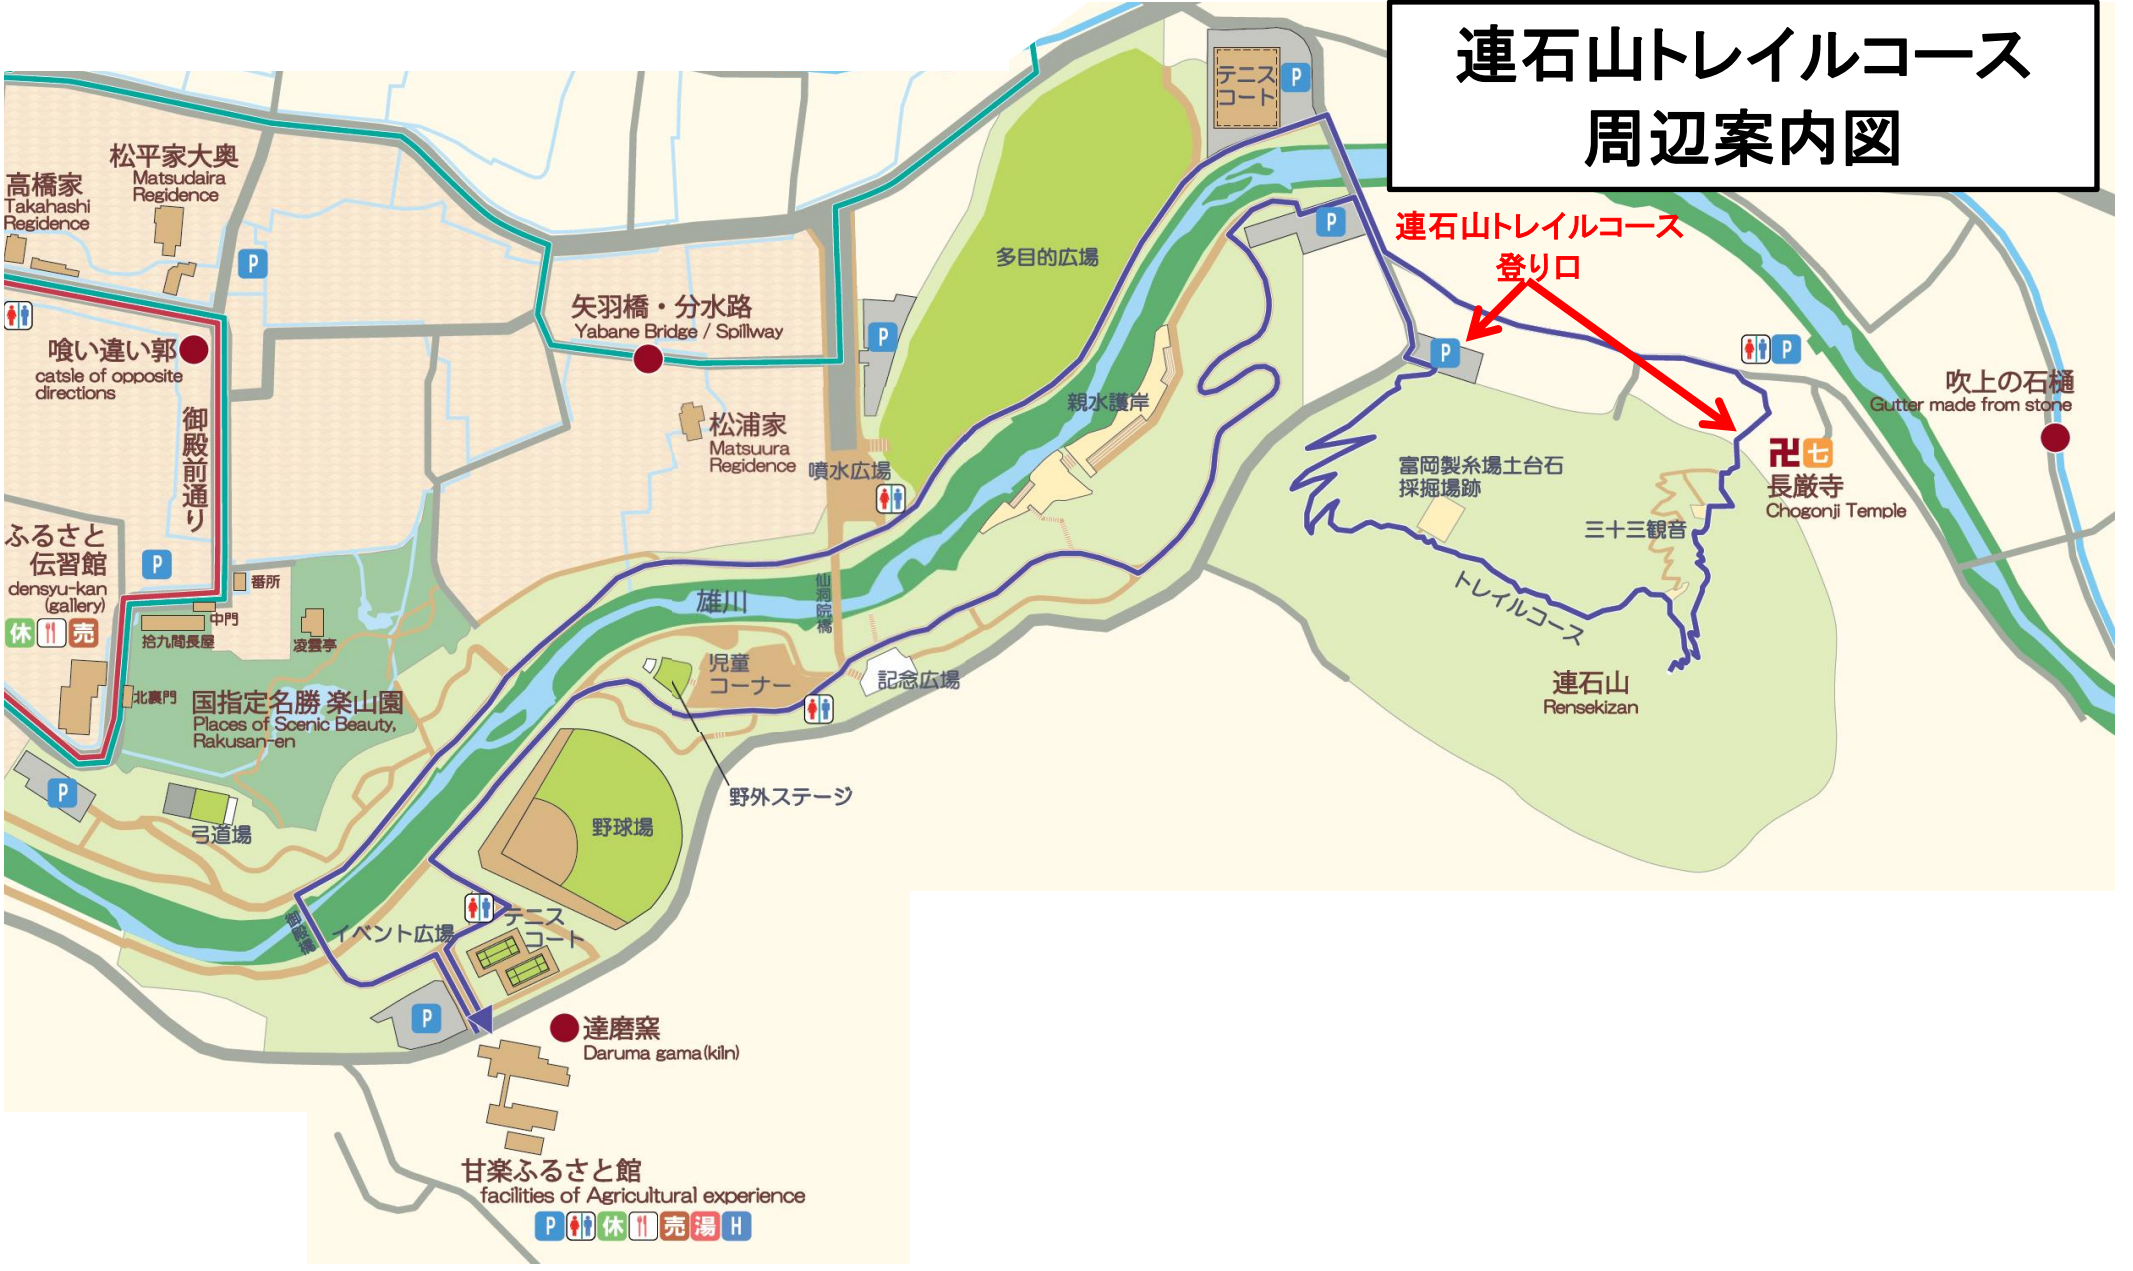 連石山トレイルコース
周辺案内図
連石山トレイルコース
登り口
テニス
コート
P
松平家大奥
Matsudaira
Regidence
高橋家
Takahashi
Regidence
P
P
多目的広場
矢羽橋・分水路
Yabane Bridge / Spillway
P
喰い違い郭
catsle of opposite
directions
御殿前通り
松浦家
Matsuura
Regidence
噴水広場
親水護岸
P
P
吹上の石樋
Gutter made from stone
卍 七
長厳寺
Chogonji Temple
富岡製糸場土台石
採掘場跡
三十三観音
トレイルコース
連石山
Rensekizan
ふるさと
伝習館
densyu-kan
(gallery)
休 売
P
番所
中門
拾九間長屋
凌雲亭
北裏門
国指定名勝 楽山園
Places of Scenic Beauty,
Rakusan-en
雄川
仙洞院橋
児童
コーナー
記念広場
野外ステージ
野球場
P
弓道場
御殿橋
イベント広場
テニス
コート
P
達磨窯
Daruma gama(kiln)
甘楽ふるさと館
facilities of Agricultural experience
P 休 売 湯 H